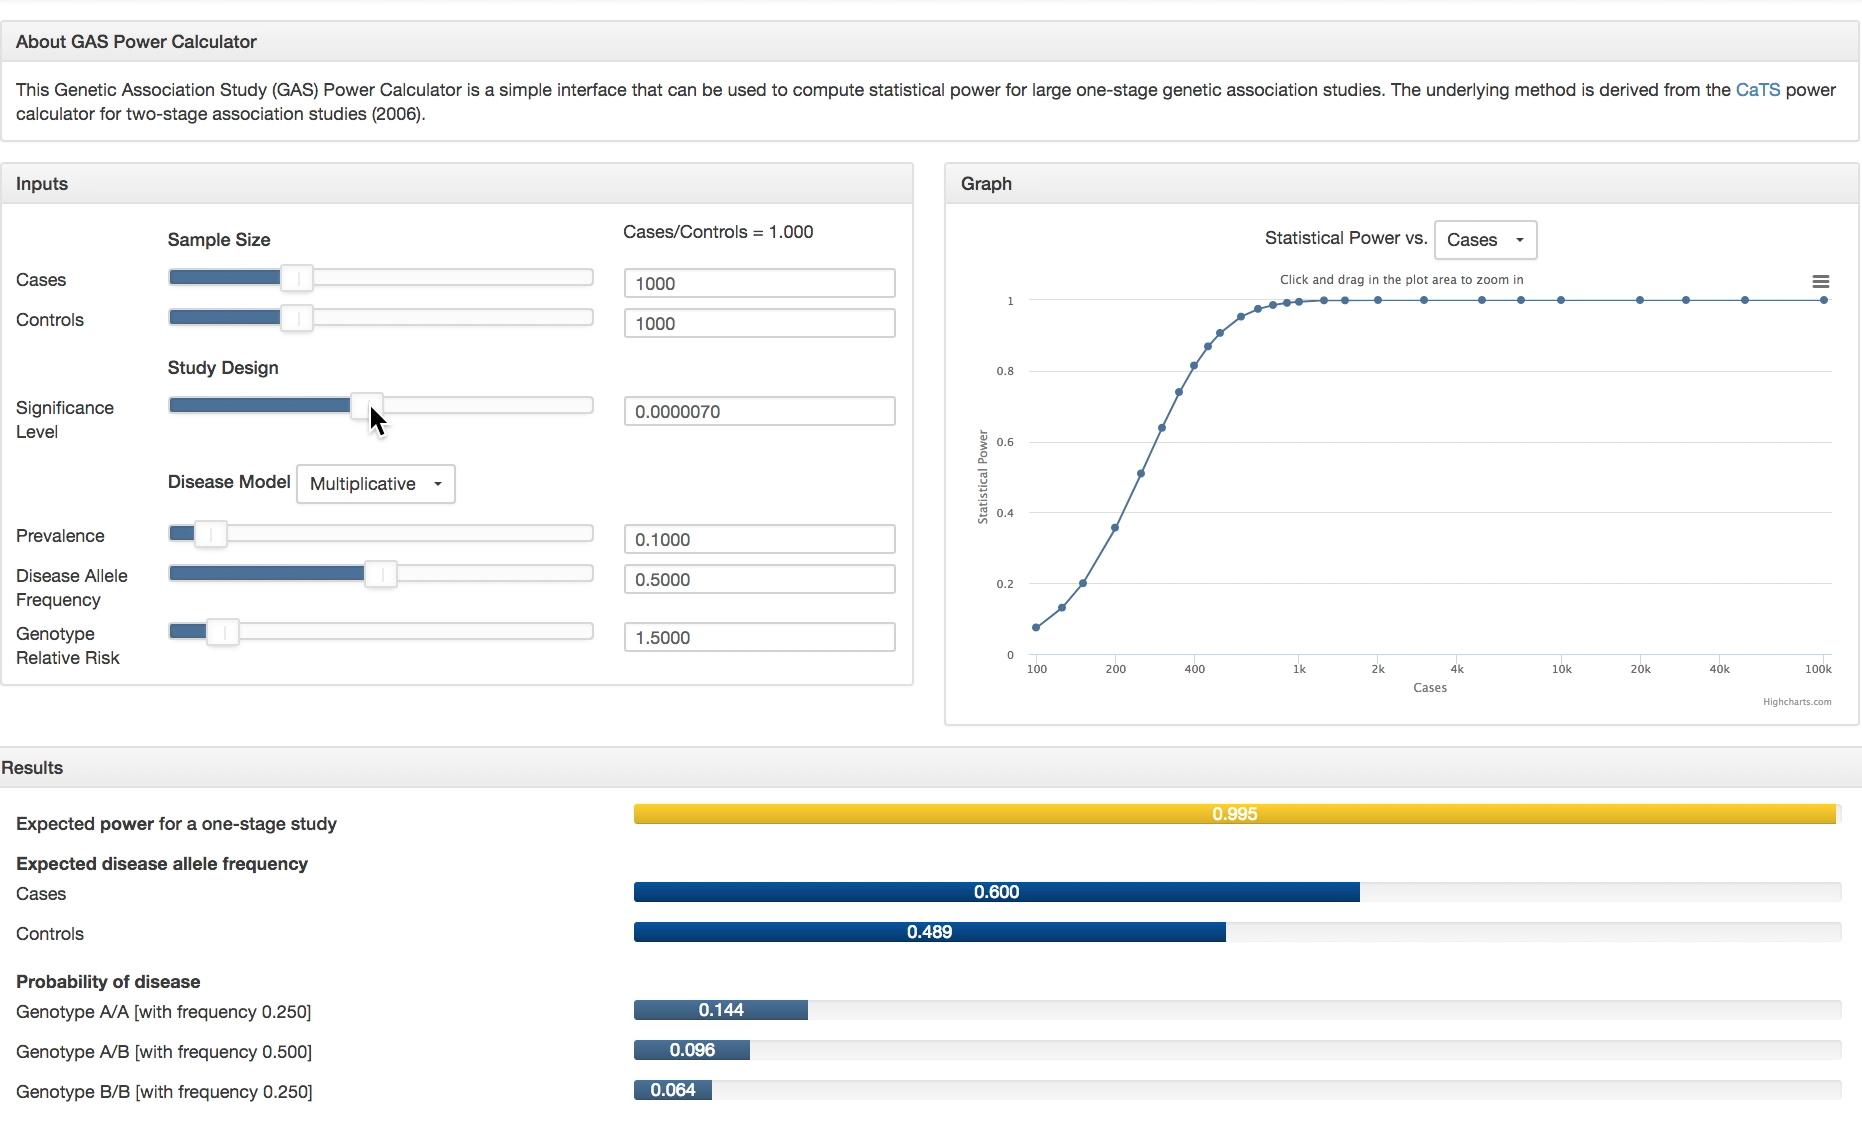 About GAS Power Calculator
This Genetic Association Study (GAS) Power Calculator is a simple interface that can be used to compute statistical power for large one-stage genetic association studies. The underlying method is derived from the CaTS power
calculator for two-stage association studies (2006).
Inputs
Sample Size
Cases/Controls = 1.000
Cases
1000
Controls
1000
Study Design
Significance
Level
0.0000070
Disease Model
Multiplicative
Prevalence
0.1000
Disease Allele
Frequency
0.5000
Genotype
Relative Risk
1.5000
Graph
Statistical Power vs.
Cases
Click and drag in the plot area to zoom in
Statistical Power
1
0.8
0.6
0.4
0.2
0
100 200 400 1k 2k 4k 10k 20k 40k 100k
Cases
Highcharts.com
Results
Expected power for a one-stage study
0.995
Expected disease allele frequency
Cases
0.600
Controls
0.489
Probability of disease
Genotype A/A [with frequency 0.250]
0.144
Genotype A/B [with frequency 0.500]
0.096
Genotype B/B [with frequency 0.250]
0.064